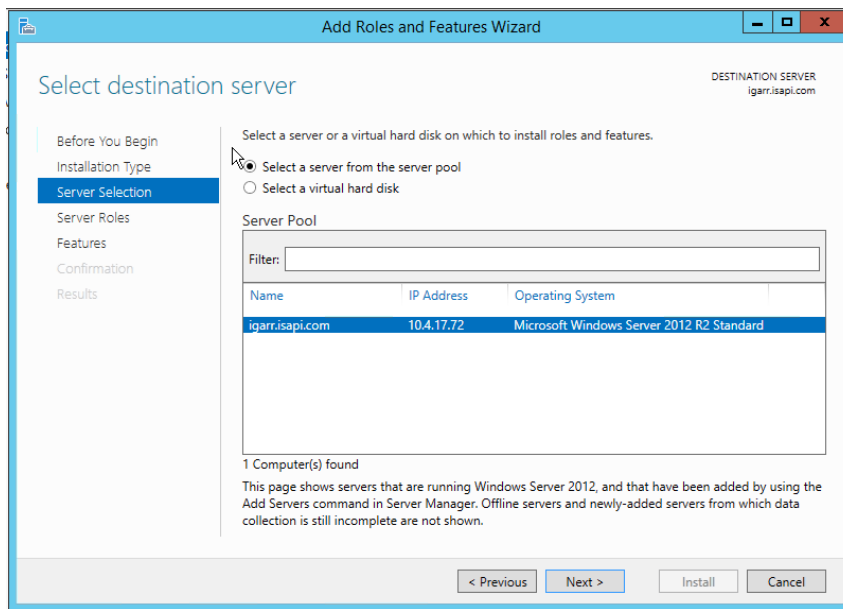 Add Roles and Features Wizard
Select destination server
DESTINATION SERVER
igarr.isapi.com
Before You Begin
Installation Type
Server Selection
Server Roles
Features
Confirmation
Results
Select a server or a virtual hard disk on which to install roles and features.
Select a server from the server pool
Select a virtual hard disk
Server Pool
Filter:
Name IP Address Operating System
igarr.isapi.com 10.4.17.72 Microsoft Windows Server 2012 R2 Standard
1 Computer(s) found
This page shows servers that are running Windows Server 2012, and that have been added by using the
Add Servers command in Server Manager. Offline servers and newly-added servers from which data
collection is still incomplete are not shown.
< Previous Next > Install Cancel